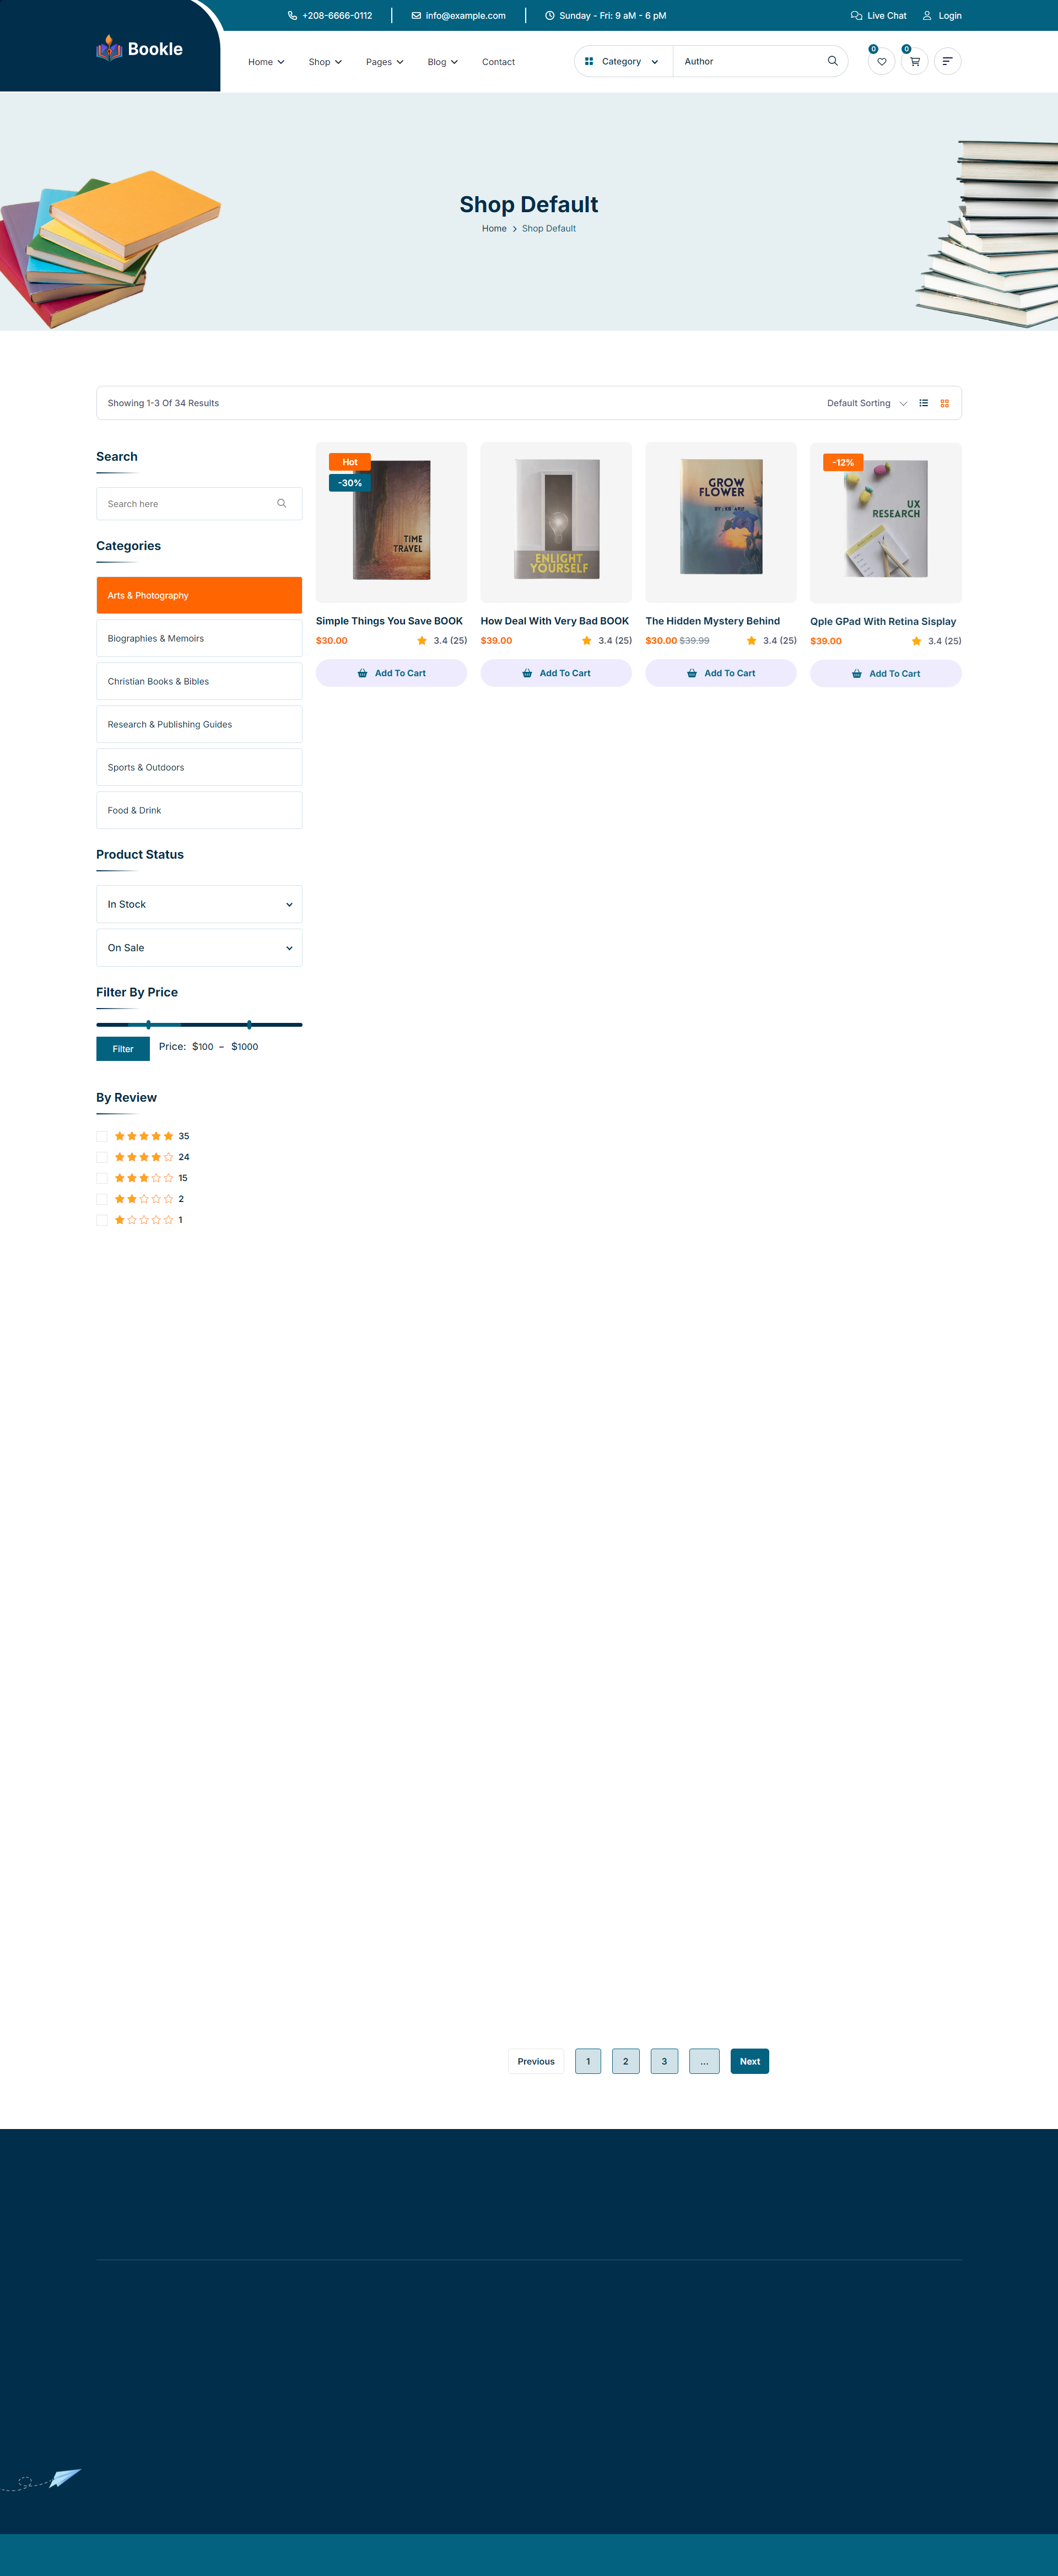 +208-6666-0112
info@example.com
Sunday - Fri: 9 aM - 6 pM
Live Chat
Login
Bookle
Home
Shop
Pages
Blog
Contact
Category
Author
0
0
Shop Default
Home
Shop Default
Showing 1-3 Of 34 Results
Default Sorting
Search
Search here
Categories
Arts & Photography
Biographies & Memoirs
Christian Books & Bibles
Research & Publishing Guides
Sports & Outdoors
Food & Drink
Product Status
In Stock
On Sale
Filter By Price
Filter
Price: $100 – $1000
By Review
35
24
15
2
1
Hot
-30%
TIME
TRAVEL
Simple Things You Save BOOK
$30.00
3.4 (25)
Add To Cart
ENLIGHT
YOURSELF
How Deal With Very Bad BOOK
$39.00
3.4 (25)
Add To Cart
GROW
FLOWER
The Hidden Mystery Behind
$30.00 $39.99
3.4 (25)
Add To Cart
-12%
UX
RESEARCH
Qple GPad With Retina Sisplay
$39.00
3.4 (25)
Add To Cart
Previous
1
2
3
...
Next